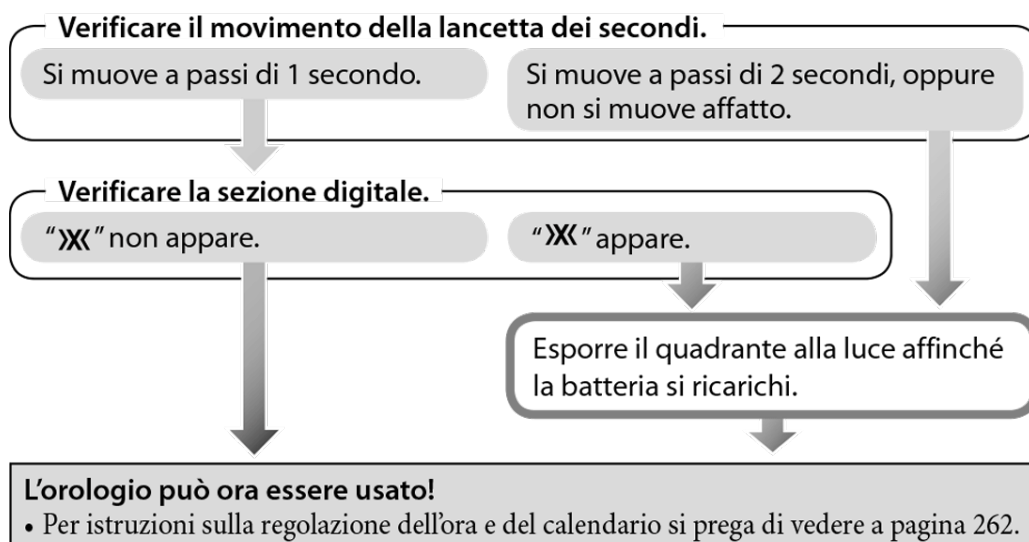 Verificare il movimento della lancetta dei secondi.
Si muove a passi di 1 secondo.
Si muove a passi di 2 secondi, oppure
non si muove affatto.
Verificare la sezione digitale.
“” non appare.
“” appare.
Esporre il quadrante alla luce affinché
la batteria si ricarichi.
L’orologio può ora essere usato!
• Per istruzioni sulla regolazione dell’ora e del calendario si prega di vedere a pagina 262.